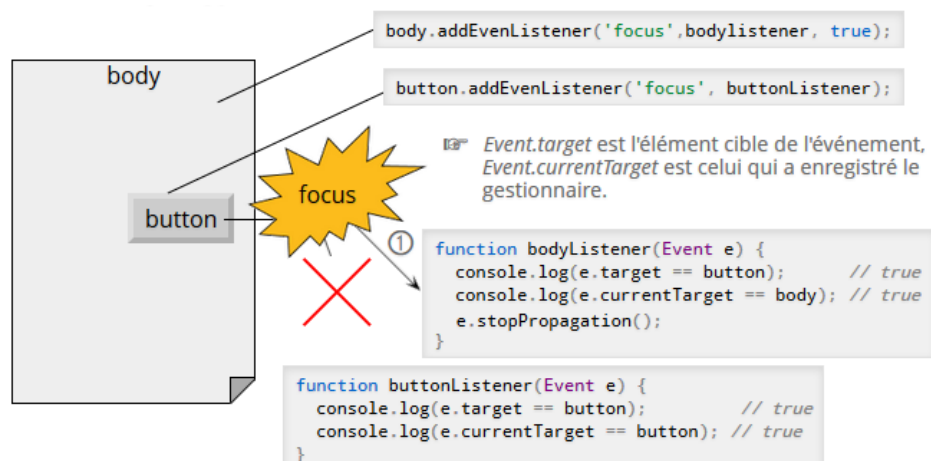 body.addEvenListener('focus',bodylistener, true);
body
button.addEvenListener('focus', buttonListener);
☞ Event.target est l'élément cible de l'événement,
Event.currentTarget est celui qui a enregistré le
gestionnaire.
focus
button
①
function bodyListener(Event e) {
  console.log(e.target == button);       // true
  console.log(e.currentTarget == body); // true
  e.stopPropagation();
}
function buttonListener(Event e) {
  console.log(e.target == button);         // true
  console.log(e.currentTarget == button); // true
}